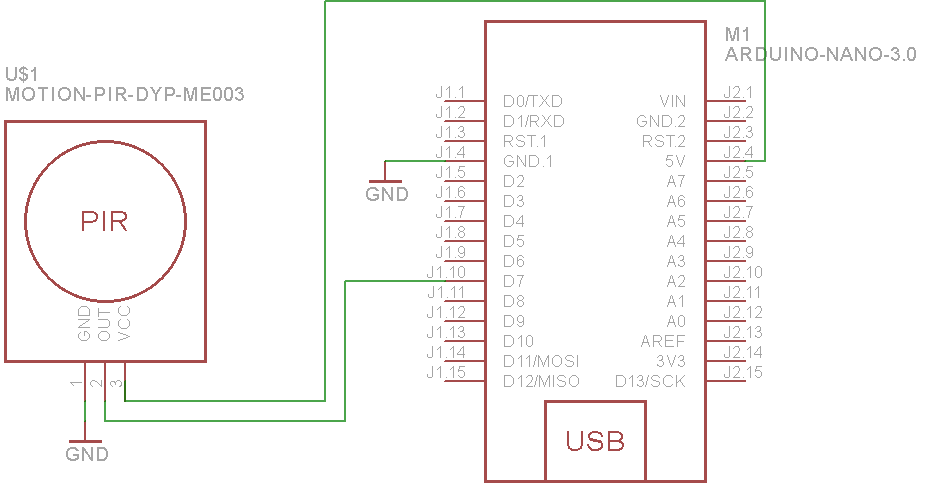 U$1
MOTION-PIR-DYP-ME003
PIR
GND
OUT
VCC
1
2
3
GND
M1
ARDUINO-NANO-3.0
J1.1 D0/TXD VIN J2.1
J1.2 D1/RXD GND.2 J2.2
J1.3 RST.1 RST.2 J2.3
J1.4 GND.1 5V J2.4
GND
J1.5 D2 A7 J2.5
J1.6 D3 A6 J2.6
J1.7 D4 A5 J2.7
J1.8 D5 A4 J2.8
J1.9 D6 A3 J2.9
J1.10 D7 A2 J2.10
J1.11 D8 A1 J2.11
J1.12 D9 A0 J2.12
J1.13 D10 AREF J2.13
J1.14 D11/MOSI 3V3 J2.14
J1.15 D12/MISO D13/SCK J2.15
USB